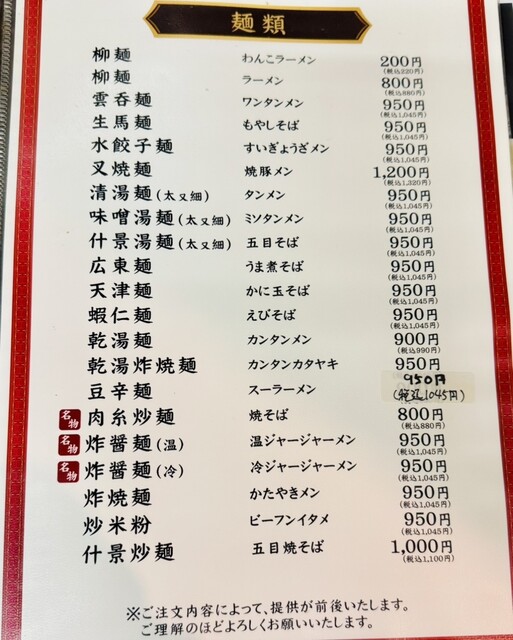 麺類
柳麺 わんこラーメン 200円 (税込220円)
柳麺 ラーメン 800円 (税込880円)
雲呑麺 ワンタンメン 950円 (税込1,045円)
生馬麺 もやしそば 950円 (税込1,045円)
水餃子麺 すいぎょうざメン 950円 (税込1,045円)
叉焼麺 焼豚メン 1,200円 (税込1,320円)
清湯麺(太又細) タンメン 950円 (税込1,045円)
味噌湯麺(太又細) ミソタンメン 950円 (税込1,045円)
什景湯麺(太又細) 五目そば 950円 (税込1,045円)
広東麺 うま煮そば 950円 (税込1,045円)
天津麺 かに玉そば 950円 (税込1,045円)
蝦仁麺 えびそば 950円 (税込1,045円)
乾湯麺 カンタンメン 900円 (税込990円)
乾湯炸焼麺 カンタンカタヤキ 950円
豆辛麺 スーラーメン 950円 (税込1,045円)
名物 肉糸炒麺 焼そば 800円 (税込880円)
名物 炸醤麺(温) 温ジャージャーメン 950円 (税込1,045円)
名物 炸醤麺(冷) 冷ジャージャーメン 950円 (税込1,045円)
炸焼麺 かたやきメン 950円 (税込1,045円)
炒米粉 ビーフンイタメ 950円 (税込1,045円)
什景炒麺 五目焼そば 1,000円 (税込1,100円)
※ご注文内容によって、提供が前後いたします。
ご理解のほどよろしくお願いいたします。